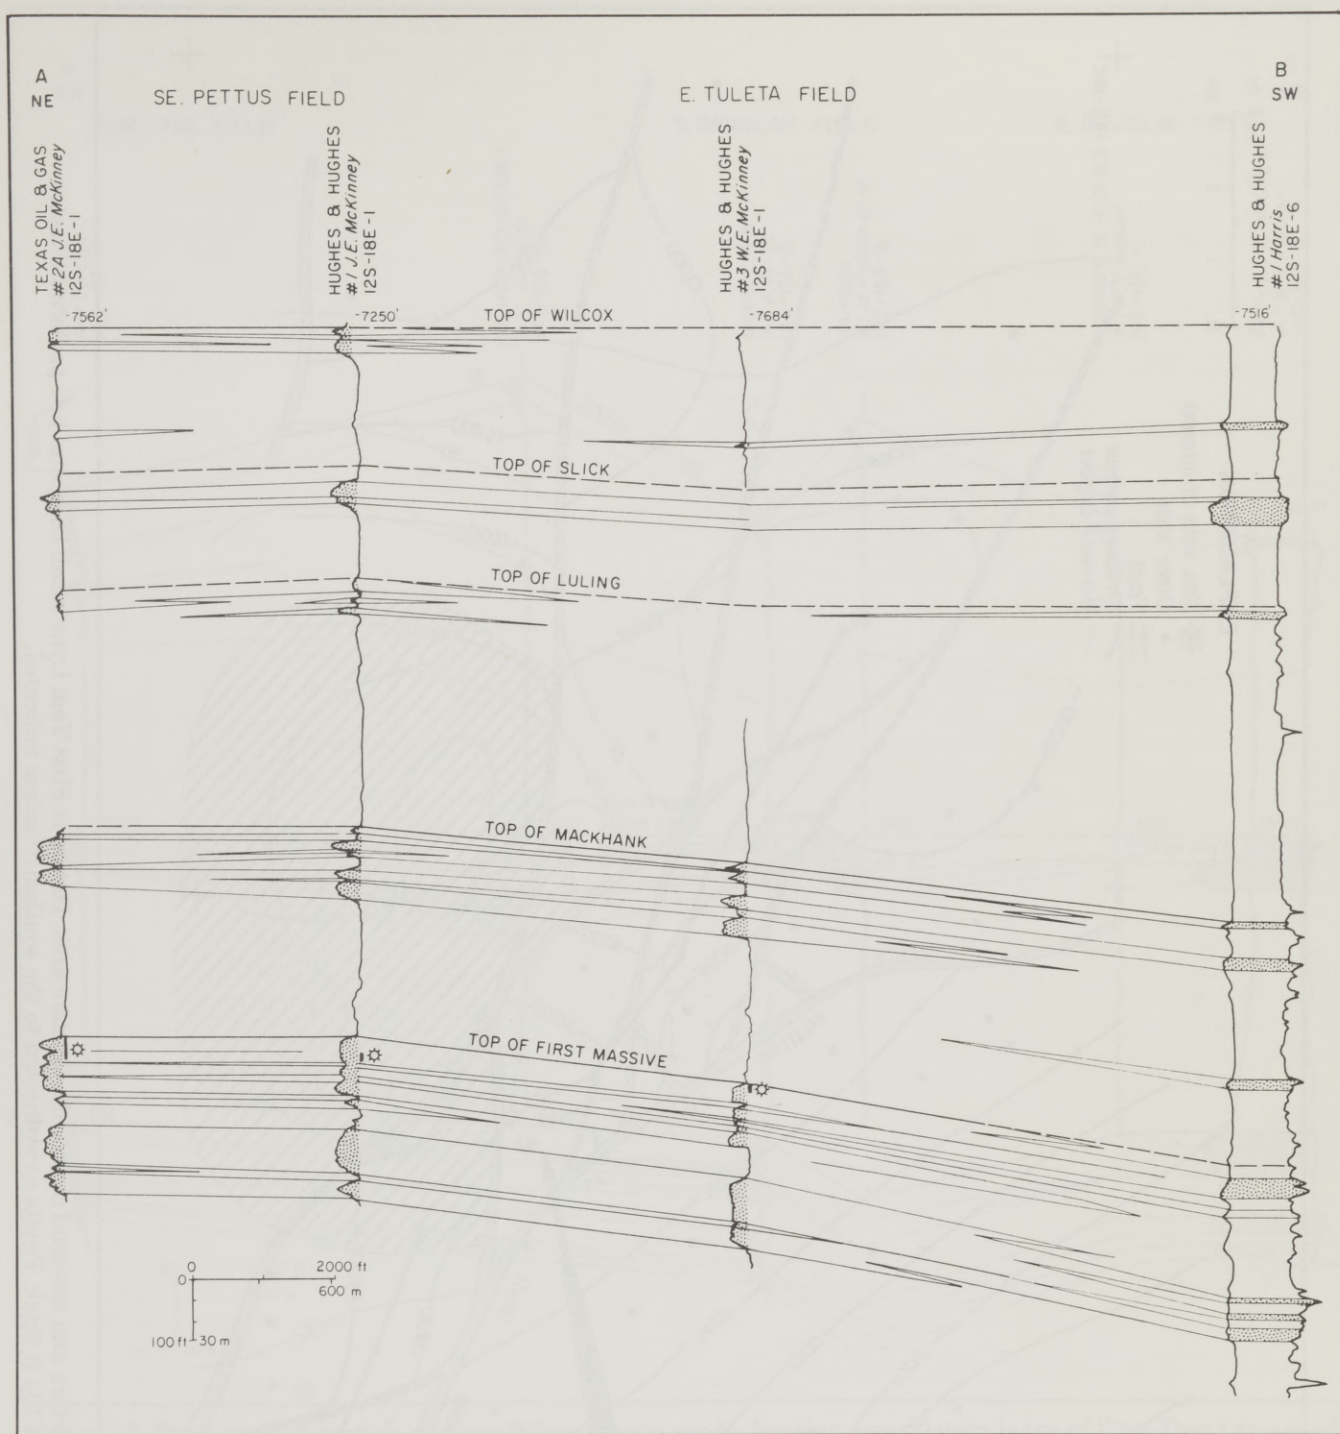 A
NE
SE. PETTUS FIELD
E. TULETA FIELD
B
SW
TEXAS OIL & GAS
#2A J.E. McKinney
12S-18E-1
HUGHES & HUGHES
#1 J.E. McKinney
12S-18E-1
HUGHES & HUGHES
#3 W.E. McKinney
12S-18E-1
HUGHES & HUGHES
#1 Harris
12S-18E-6
-7562'
-7250'
TOP OF WILCOX
-7684'
-7516'
TOP OF SLICK
TOP OF LULING
TOP OF MACKHANK
TOP OF FIRST MASSIVE
0 2000 ft
0
600 m
100 ft 30 m